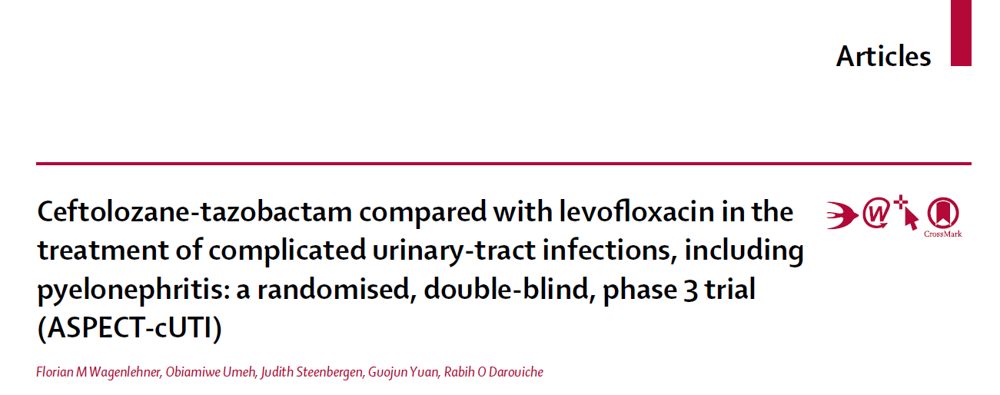 Articles
Ceftolozane-tazobactam compared with levofloxacin in the
treatment of complicated urinary-tract infections, including
pyelonephritis: a randomised, double-blind, phase 3 trial
(ASPECT-cUTI)
W
CrossMark
Florian M Wagenlehner, Obiamiwe Umeh, Judith Steenbergen, Guojun Yuan, Rabih O Darouiche